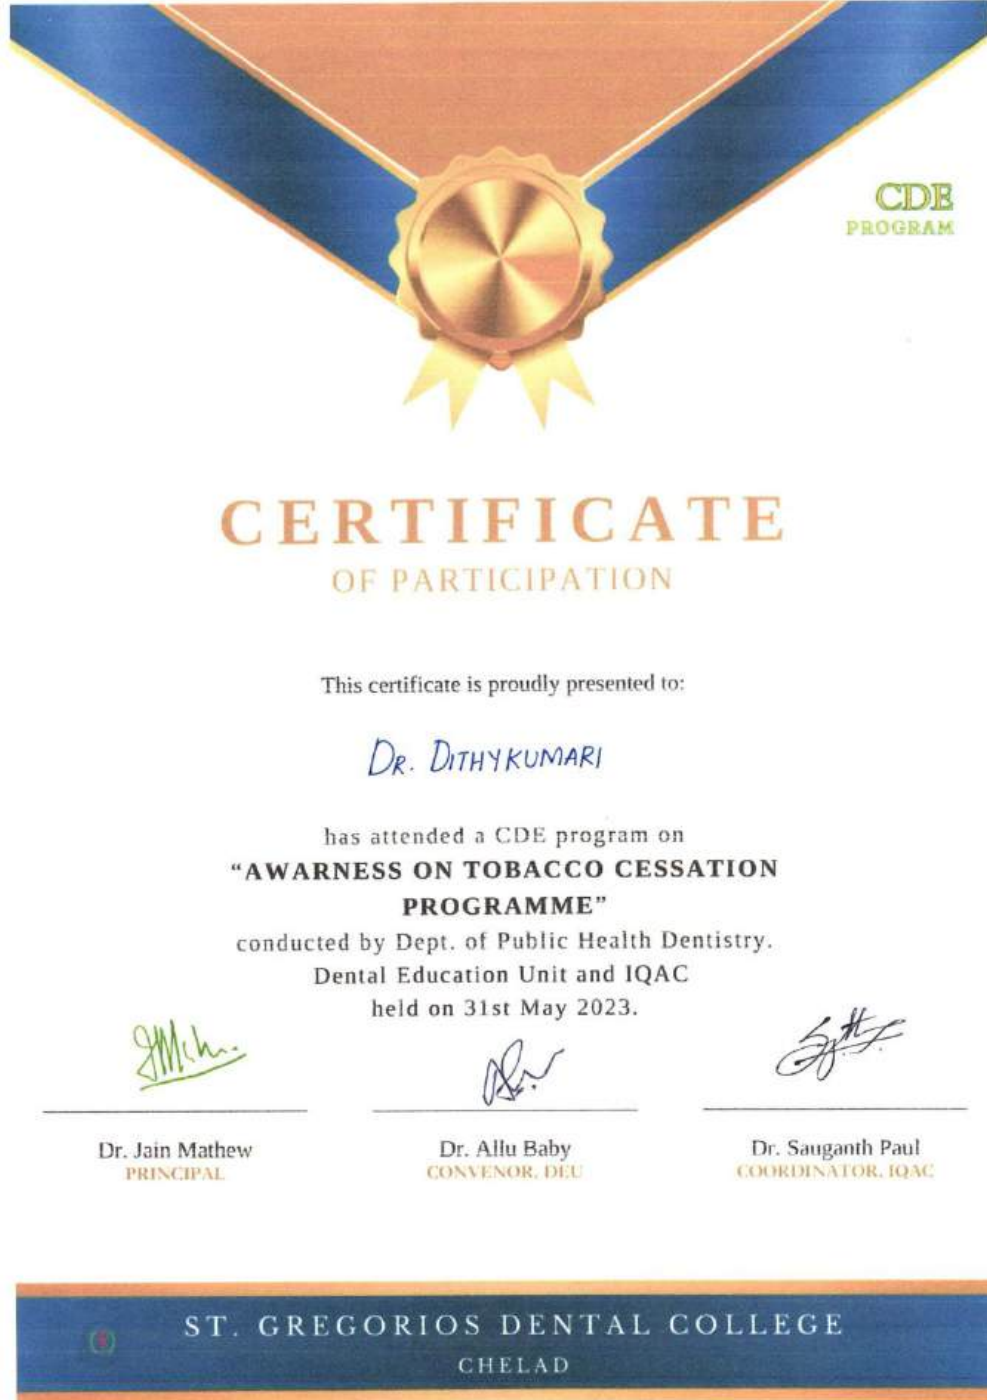 CDE
PROGRAM
CERTIFICATE
OF PARTICIPATION
This certificate is proudly presented to:
DR. DITHYKUMARI
has attended a CDE program on
“AWARNESS ON TOBACCO CESSATION
PROGRAMME”
conducted by Dept. of Public Health Dentistry.
Dental Education Unit and IQAC
held on 31st May 2023.
Dr. Jain Mathew
PRINCIPAL
Dr. Allu Baby
CONVENOR, DEU
Dr. Sauganth Paul
COORDINATOR, IQAC
ST. GREGORIOS DENTAL COLLEGE
CHELAD